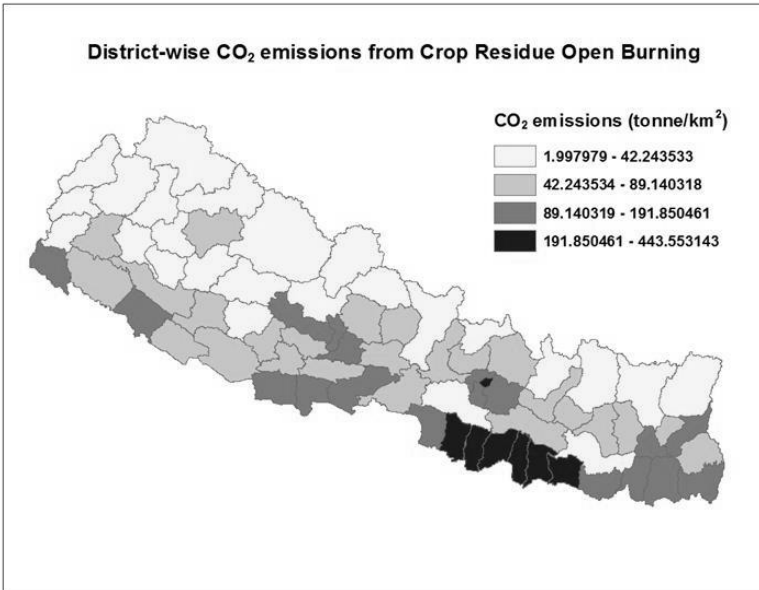 District-wise CO₂ emissions from Crop Residue Open Burning
CO₂ emissions (tonne/km²)
1.997979 - 42.243533
42.243534 - 89.140318
89.140319 - 191.850461
191.850461 - 443.553143